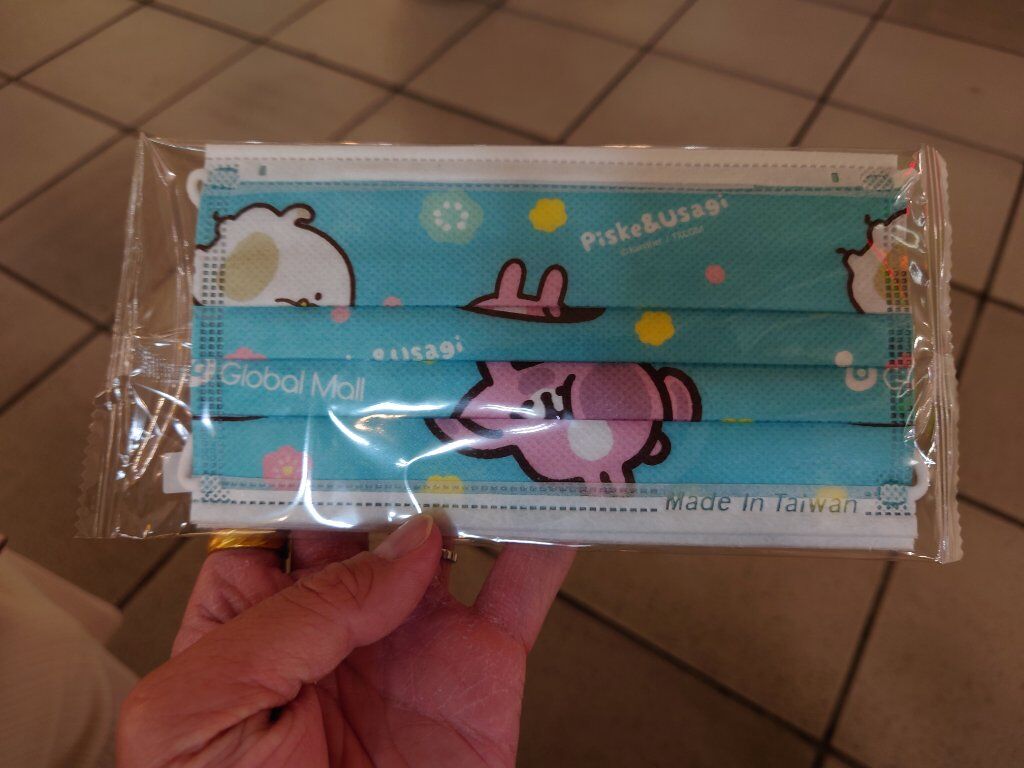 Piske&Usagi
&Usagi
Global Mall
Made In Taiwan